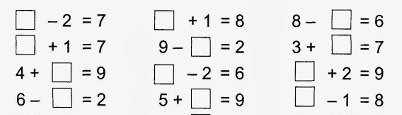 □ – 2 = 7   □ + 1 = 8   8 – □ = 6
□ + 1 = 7   9 – □ = 2   3 + □ = 7
4 + □ = 9   □ – 2 = 6   □ + 2 = 9
6 – □ = 2   5 + □ = 9   □ – 1 = 8